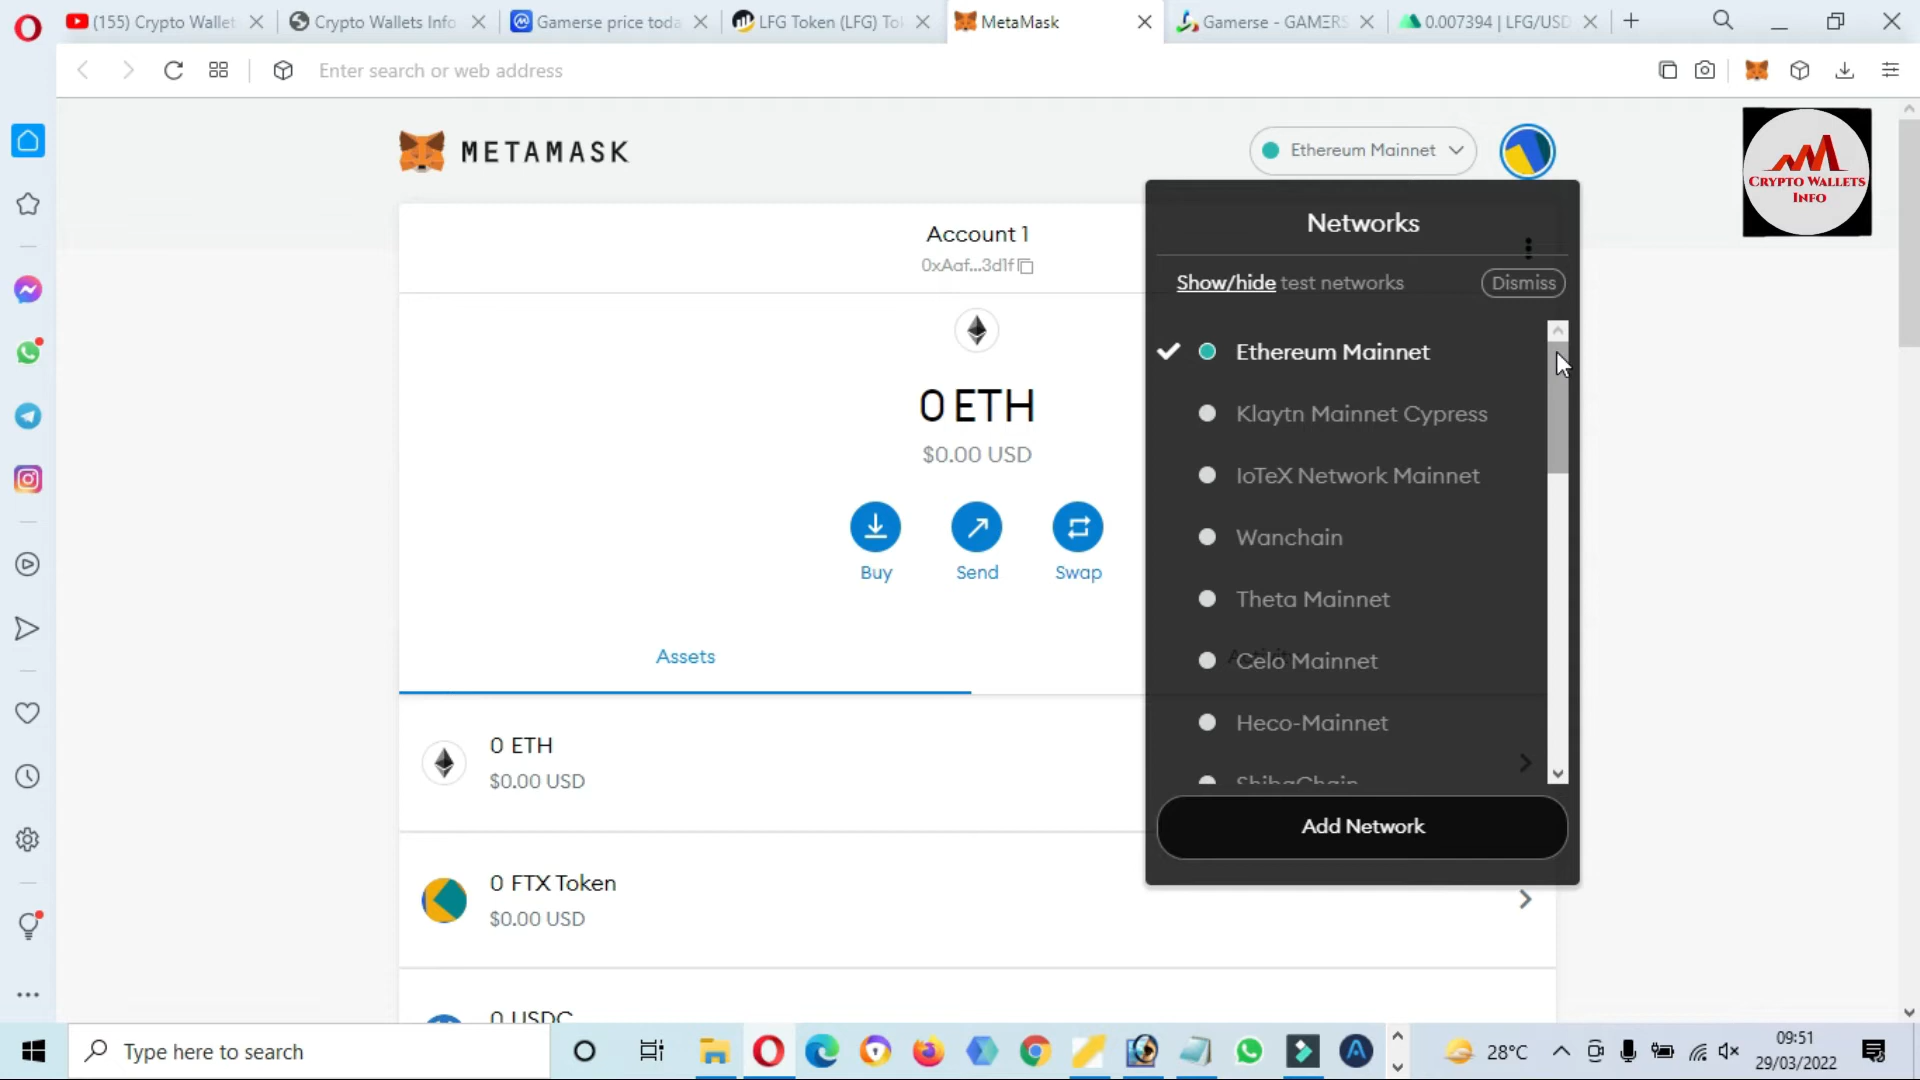 (155) Crypto Wallet
Crypto Wallets Info
Gamerse price toda
LFG Token (LFG) Tok
MetaMask
Gamerse - GAMERS
0.007394 | LFG/USD
Enter search or web address
METAMASK
Ethereum Mainnet
CRYPTO WALLETS
INFO
Account 1
0xAaf...3d1f
0 ETH
$0.00 USD
Buy
Send
Swap
Assets
0 ETH
$0.00 USD
0 FTX Token
$0.00 USD
0 USDC
Networks
Show/hide test networks
Dismiss
Ethereum Mainnet
Klaytn Mainnet Cypress
IoTeX Network Mainnet
Wanchain
Theta Mainnet
Celo Mainnet
Heco-Mainnet
ShibaChain
Add Network
Type here to search
28°C
09:51
29/03/2022